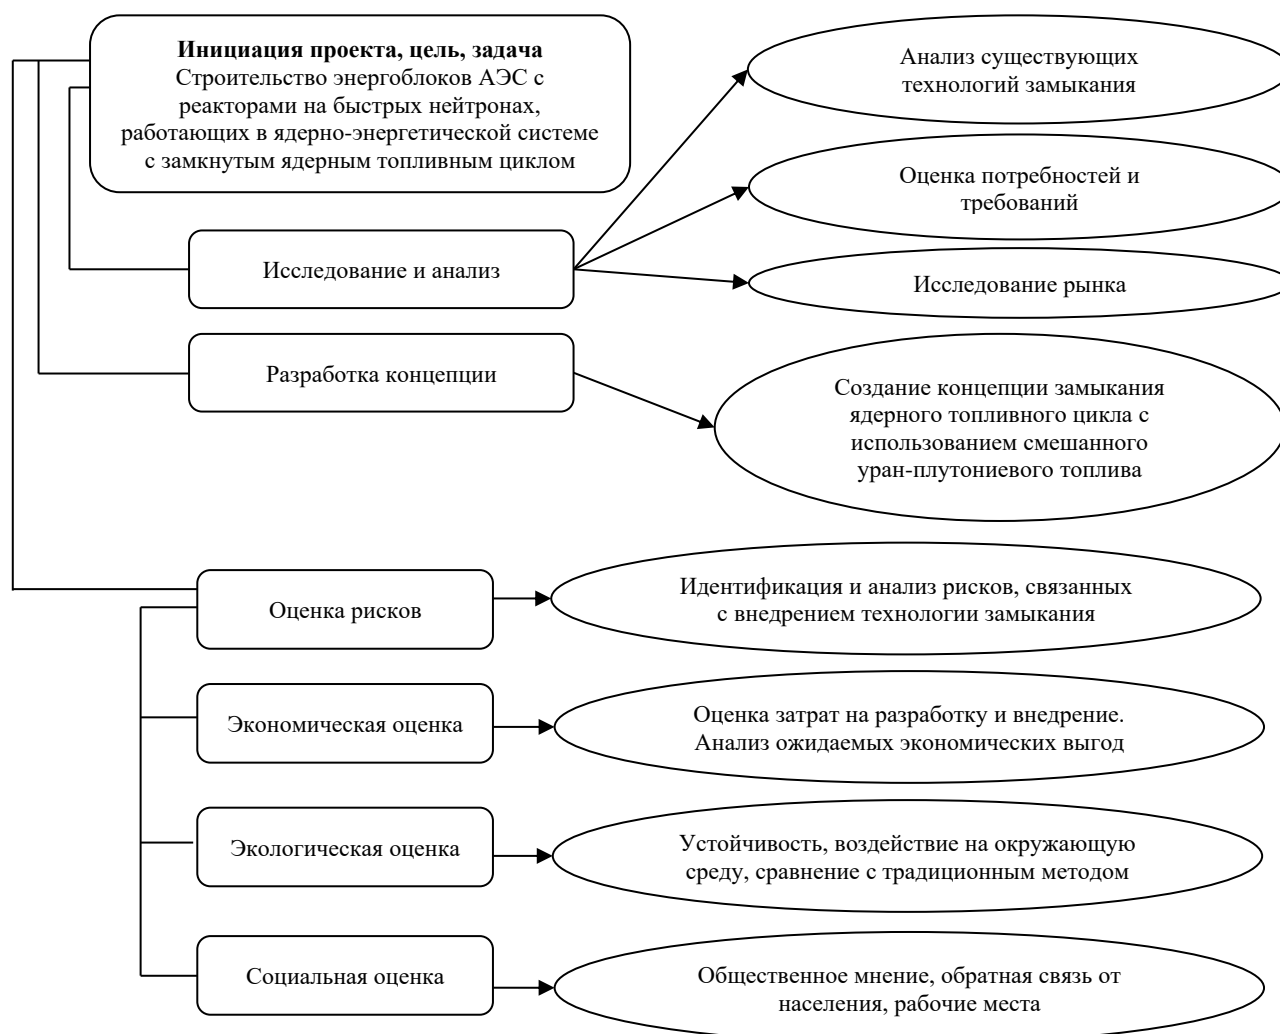 Инициация проекта, цель, задача
Строительство энергоблоков АЭС с
реакторами на быстрых нейтронах,
работающих в ядерно-энергетической системе
с замкнутым ядерным топливным циклом
Анализ существующих
технологий замыкания
Оценка потребностей и
требований
Исследование и анализ
Исследование рынка
Разработка концепции
Создание концепции замыкания
ядерного топливного цикла с
использованием смешанного
уран-плутониевого топлива
Оценка рисков
Идентификация и анализ рисков, связанных
с внедрением технологии замыкания
Экономическая оценка
Оценка затрат на разработку и внедрение.
Анализ ожидаемых экономических выгод
Экологическая оценка
Устойчивость, воздействие на окружающую
среду, сравнение с традиционным методом
Социальная оценка
Общественное мнение, обратная связь от
населения, рабочие места